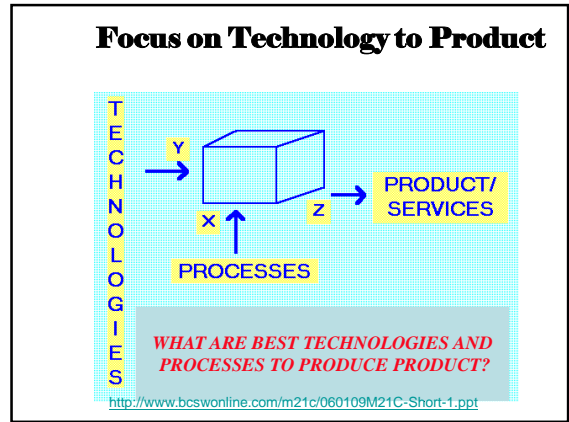 Focus on Technology to Product
TECHNOLOGIES
Y
X
Z
PRODUCT/
SERVICES
PROCESSES
WHAT ARE BEST TECHNOLOGIES AND
PROCESSES TO PRODUCE PRODUCT?
http://www.bcswonline.com/m21c/060109M21C-Short-1.ppt